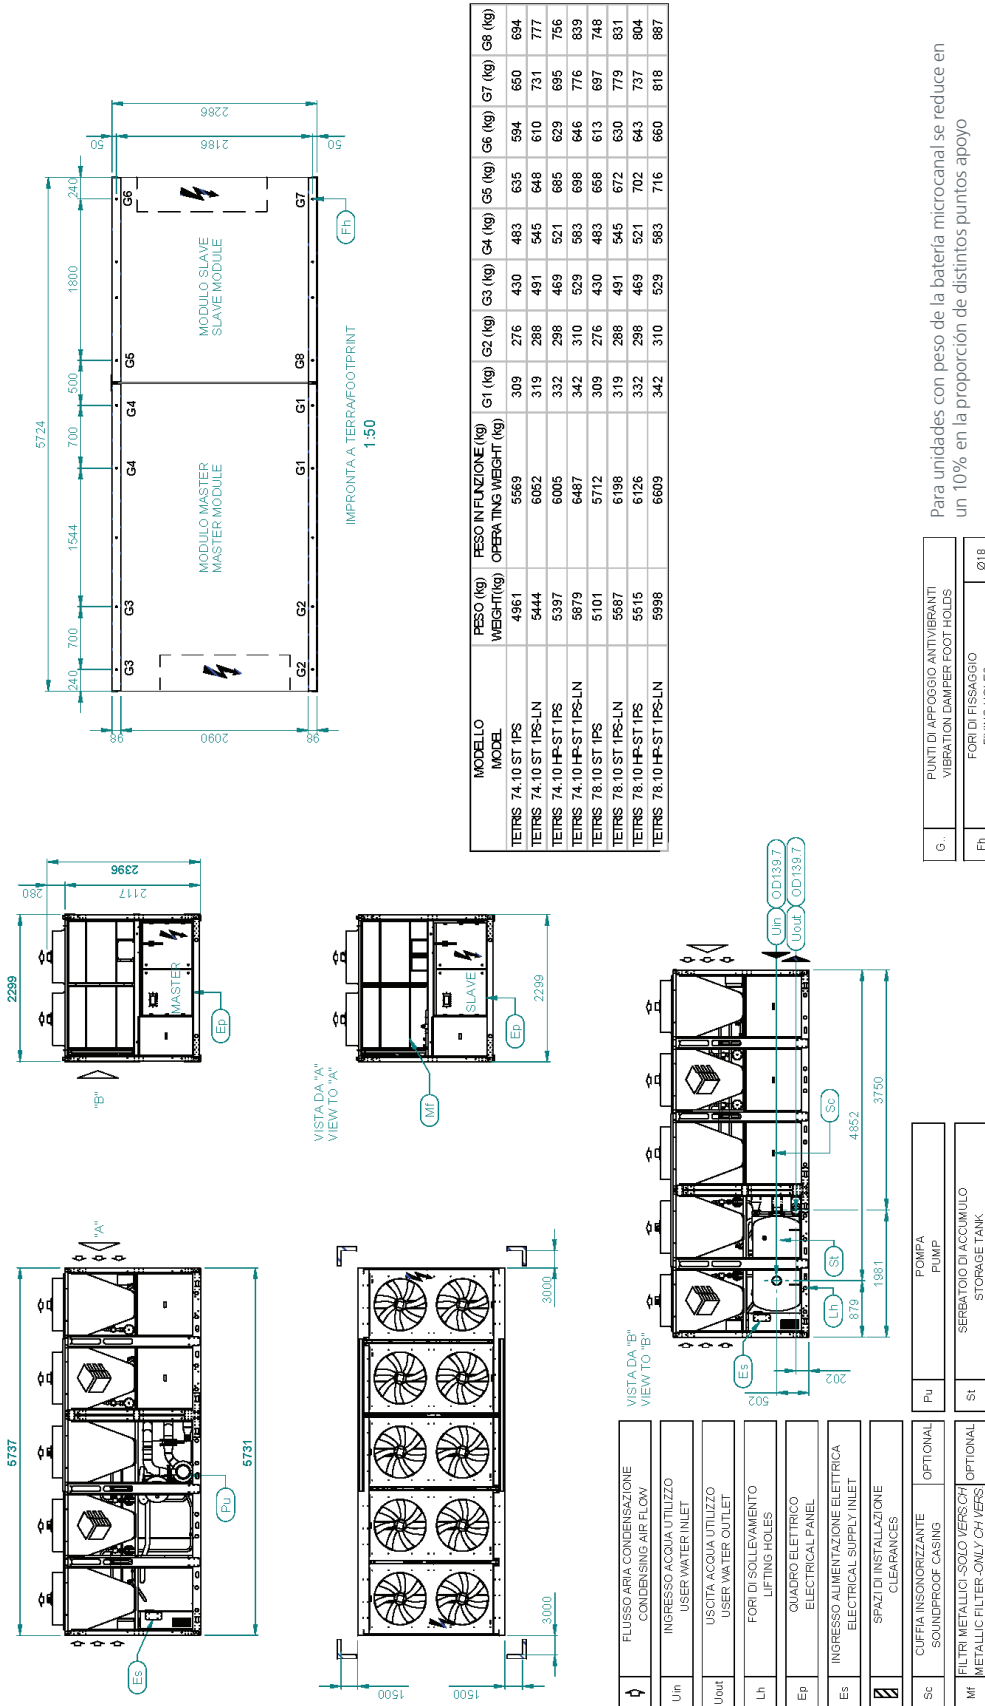 5737
5731
"A"
Es
Pu
2299
280
2117
2396
"B"
MASTER
Ep
VISTA DA "A"
VIEW TO "A"
SLAVE
Ep
Mf
2299
3000
3000
1500
1500
VISTA DA "B"
VIEW TO "B"
Es
Lh
St
Sc
Uin
OD139.7
Uout
OD139.7
502
202
879
1981
4852
3750
5724
240
700
1544
700
500
1800
240
98
2090
98
50
2186
50
2286
G3
G3
G4
G4
G5
G6
G2
G2
G1
G1
G8
G7
MODULO MASTER
MASTER MODULE
MODULO SLAVE
SLAVE MODULE
Fh
IMPRONTA A TERRA/FOOTPRINT
1:50
MODELLO MODEL | PESO (kg) WEIGHT(kg) | PESO IN FUNZIONE (kg) OPERATING WEIGHT (kg) | G1 (kg) | G2 (kg) | G3 (kg) | G4 (kg) | G5 (kg) | G6 (kg) | G7 (kg) | G8 (kg)
TETRIS 74.10 ST 1PS 4961 5569 309 276 430 483 635 594 650 694
TETRIS 74.10 ST 1PS-LN 5444 6052 319 288 491 545 648 610 731 777
TETRIS 74.10 HP-ST 1PS 5397 6005 332 298 469 521 685 629 695 756
TETRIS 74.10 HP-ST 1PS-LN 5879 6487 342 310 529 583 698 646 776 839
TETRIS 78.10 ST 1PS 5101 5712 309 276 430 483 658 613 697 748
TETRIS 78.10 ST 1PS-LN 5587 6198 319 288 491 545 672 630 779 831
TETRIS 78.10 HP-ST 1PS 5515 6126 332 298 469 521 702 643 737 804
TETRIS 78.10 HP-ST 1PS-LN 5998 6609 342 310 529 583 716 660 818 887
FLUSSO ARIA CONDENSAZIONE
CONDENSING AIR FLOW
Uin
INGRESSO ACQUA UTILIZZO
USER WATER INLET
Uout
USCITA ACQUA UTILIZZO
USER WATER OUTLET
Lh
FORI DI SOLLEVAMENTO
LIFTING HOLES
Ep
QUADRO ELETTRICO
ELECTRICAL PANEL
Es
INGRESSO ALIMENTAZIONE ELETTRICA
ELECTRICAL SUPPLY INLET
SPAZI DI INSTALLAZIONE
CLEARANCES
Sc
CUFFIA INSONORIZZANTE
SOUNDPROOF CASING
OPTIONAL
Mf
FILTRI METALLICI-SOLO VERS.CH
METALLIC FILTER-ONLY CH VERS.
OPTIONAL
Pu
POMPA
PUMP
St
SERBATOIO DI ACCUMULO
STORAGE TANK
G..
PUNTI DI APPOGGIO ANTIVIBRANTI
VIBRATION DAMPER FOOT HOLDS
Fh
FORI DI FISSAGGIO
Ø18
Para unidades con peso de la batería microcanal se reduce en
un 10% en la proporción de distintos puntos apoyo